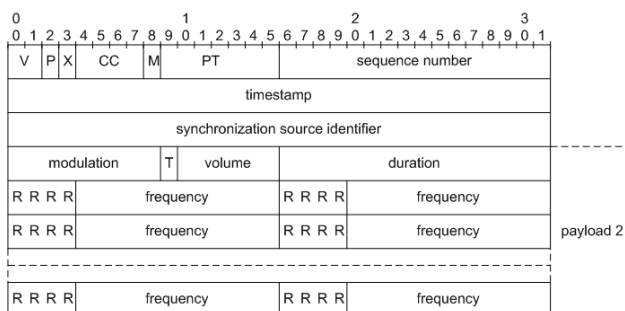 0 1 2 3
0 1 2 3 4 5 6 7 8 9 0 1 2 3 4 5 6 7 8 9 0 1 2 3 4 5 6 7 8 9 0 1
V P X CC M PT sequence number
timestamp
synchronization source identifier
modulation T volume duration
R R R R frequency R R R R frequency
R R R R frequency R R R R frequency
payload 2
R R R R frequency R R R R frequency